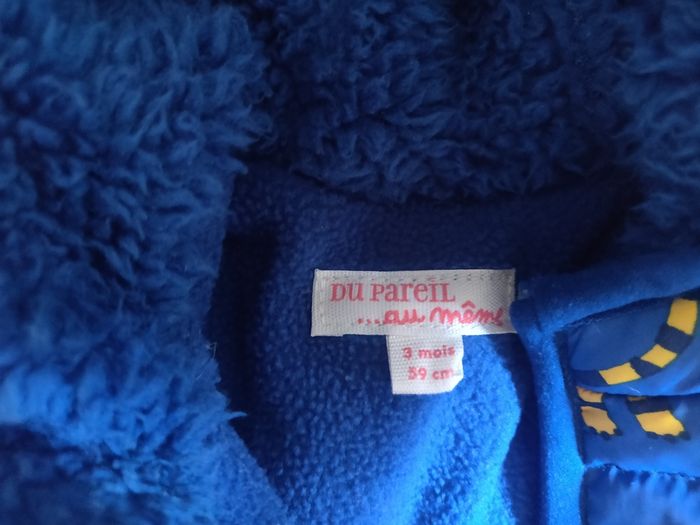 DU PAREIL
...au même
3 mois
59 cm